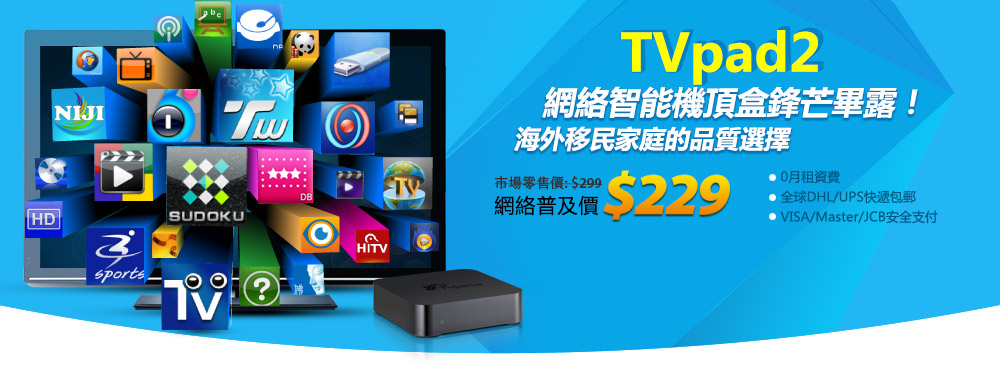 TVpad2
網絡智能機頂盒鋒芒畢露！
海外移民家庭的品質選擇
市場零售價: $299
網絡普及價 $229
0月租資費
全球DHL/UPS快遞包郵
VISA/Master/JCB安全支付
abc
NIJI
TW
SUDOKU
DB
TV
HD
HITV
sports
TV
?
佛